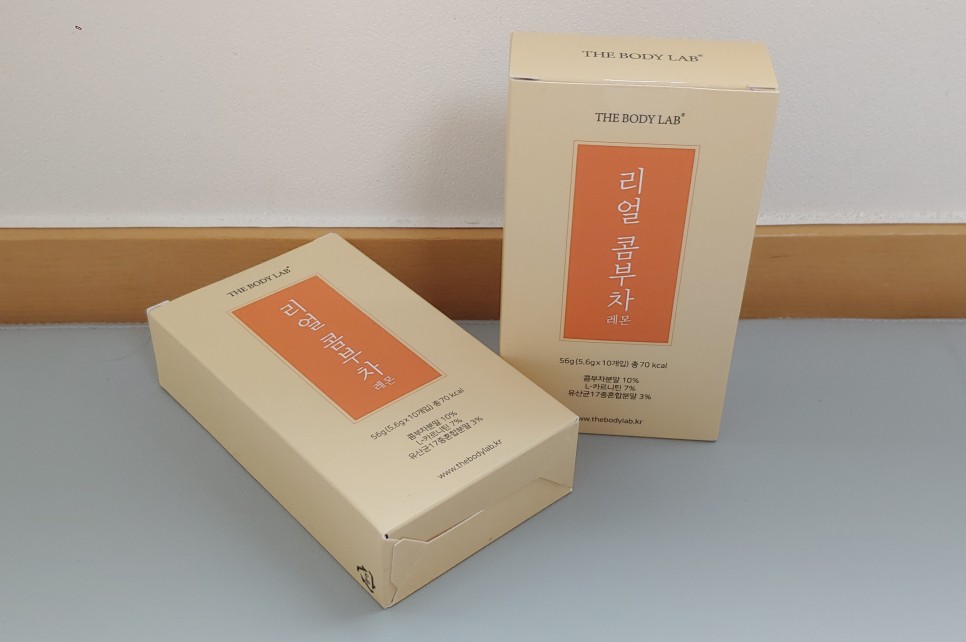 THE BODY LAB
THE BODY LAB
리얼 콤부차
레몬
56g(5.6g x 10개입) 총 70 kcal
콤부차분말 10%
L-카르니틴 7%
유산균17종혼합분말 3%
www.thebodylab.kr
THE BODY LAB
리얼 콤부차
레몬
56g(5.6g x 10개입) 총 70 kcal
콤부차분말 10%
L-카르니틴 7%
유산균17종혼합분말 3%
www.thebodylab.kr